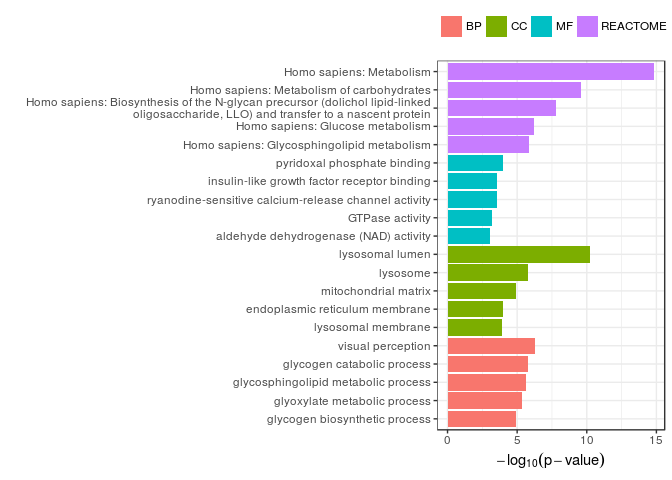 BP CC MF REACTOME
Homo sapiens: Metabolism
Homo sapiens: Metabolism of carbohydrates
Homo sapiens: Biosynthesis of the N-glycan precursor (dolichol lipid-linked
oligosaccharide, LLO) and transfer to a nascent protein
Homo sapiens: Glucose metabolism
Homo sapiens: Glycosphingolipid metabolism
pyridoxal phosphate binding
insulin-like growth factor receptor binding
ryanodine-sensitive calcium-release channel activity
GTPase activity
aldehyde dehydrogenase (NAD) activity
lysosomal lumen
lysosome
mitochondrial matrix
endoplasmic reticulum membrane
lysosomal membrane
visual perception
glycogen catabolic process
glycosphingolipid metabolic process
glyoxylate metabolic process
glycogen biosynthetic process
0 5 10 15
−log10(p−value)